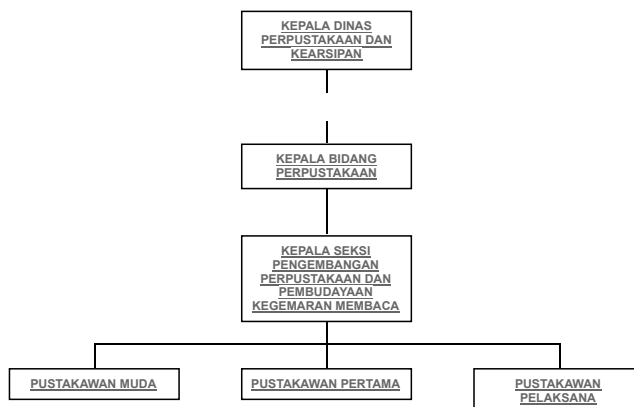 KEPALA DINAS
PERPUSTAKAAN DAN
KEARSIPAN
KEPALA BIDANG
PERPUSTAKAAN
KEPALA SEKSI
PENGEMBANGAN
PERPUSTAKAAN DAN
PEMBUDAYAAN
KEGEMARAN MEMBACA
PUSTAKAWAN MUDA
PUSTAKAWAN PERTAMA
PUSTAKAWAN
PELAKSANA